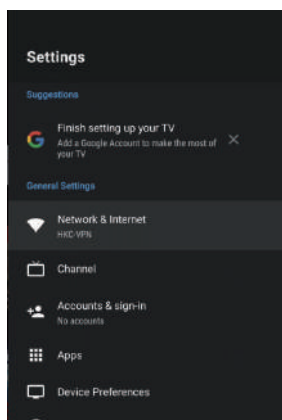 Settings
Suggestions
Finish setting up your TV
Add a Google Account to make the most of
your TV
General Settings
Network & Internet
HKC-VPN
Channel
Accounts & sign-in
No accounts
Apps
Device Preferences